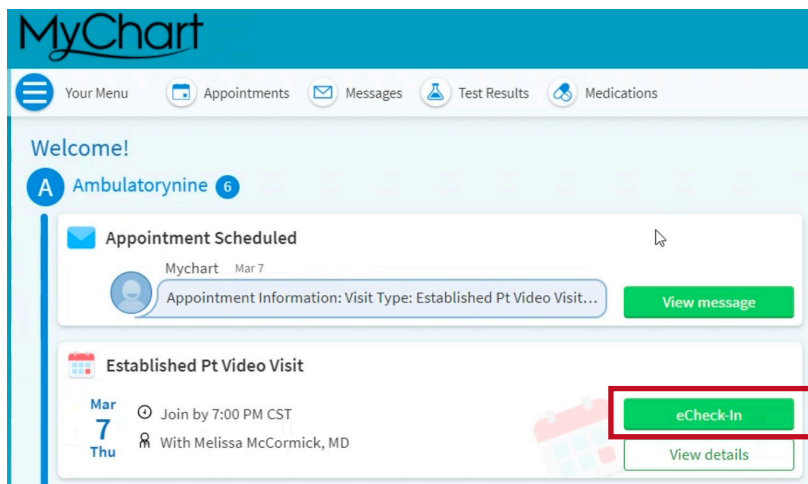 MyChart
Your Menu Appointments Messages Test Results Medications
Welcome!
A Ambulatorynine 6
Appointment Scheduled
Mychart Mar 7
Appointment Information: Visit Type: Established Pt Video Visit...
View message
Established Pt Video Visit
Mar
7
Thu
Join by 7:00 PM CST
With Melissa McCormick, MD
eCheck-In
View details